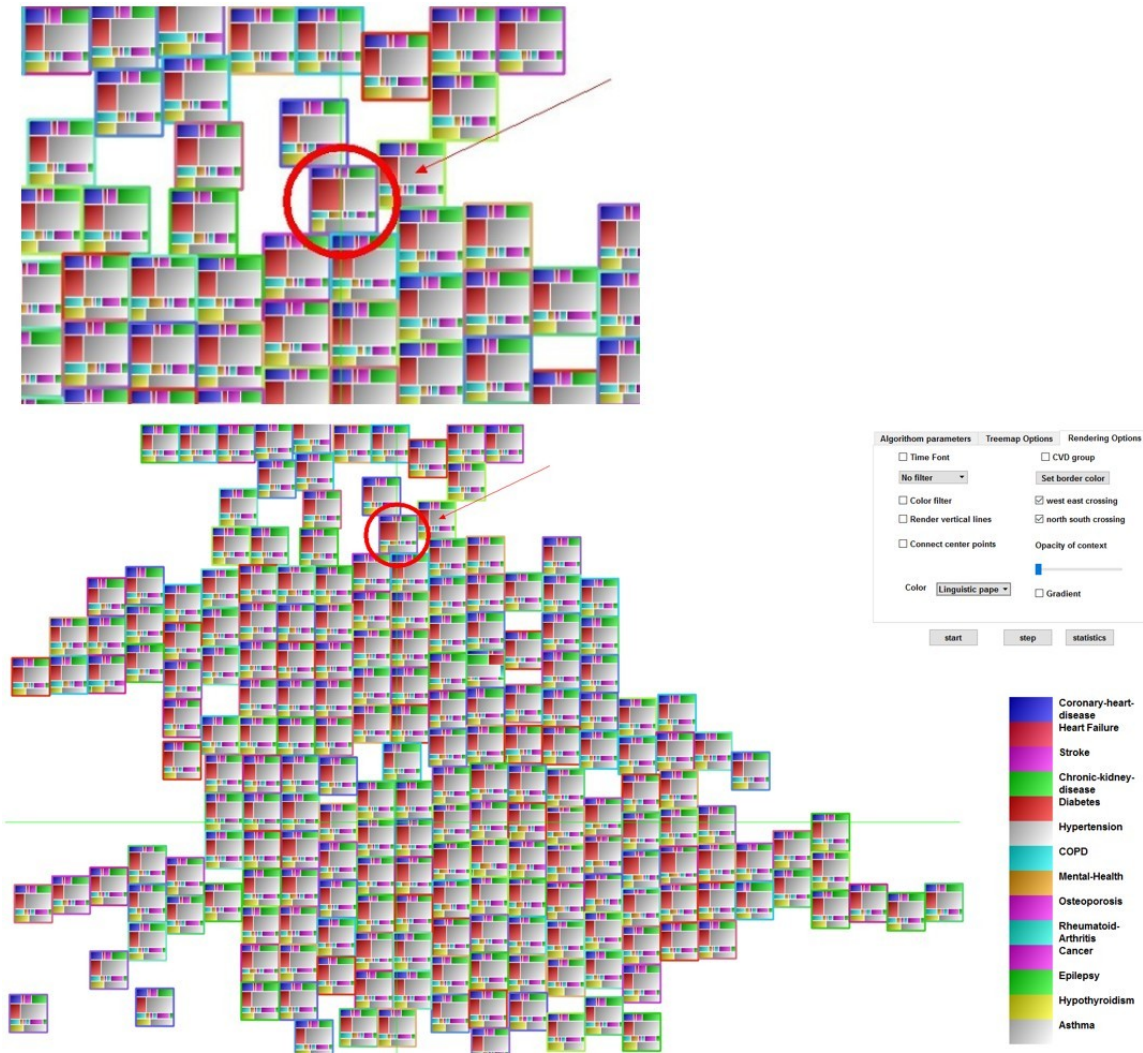 Algorithom parameters
Treemap Options
Rendering Options
Time Font
CVD group
No filter
Set border color
Color filter
west east crossing
Render vertical lines
north south crossing
Connect center points
Opacity of context
Color
Linguistic pape
Gradient
start
step
statistics
Coronary-heart-
disease
Heart Failure
Stroke
Chronic-kidney-
disease
Diabetes
Hypertension
COPD
Mental-Health
Osteoporosis
Rheumatoid-
Arthritis
Cancer
Epilepsy
Hypothyroidism
Asthma